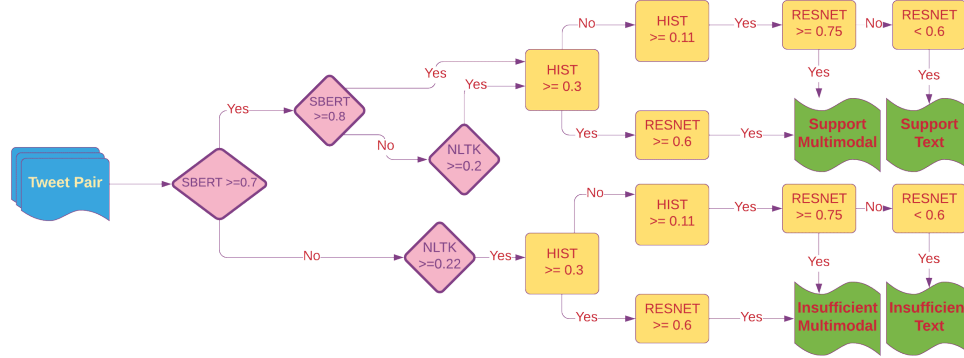 Tweet Pair
SBERT >=0.7
Yes
No
SBERT
>=0.8
Yes
No
NLTK
>=0.2
Yes
HIST
>= 0.3
No
Yes
HIST
>= 0.11
Yes
RESNET
>= 0.6
Yes
RESNET
>= 0.75
No
Yes
RESNET
< 0.6
Yes
Support
Multimodal
Support
Text
NLTK
>=0.22
Yes
HIST
>= 0.3
No
Yes
HIST
>= 0.11
Yes
RESNET
>= 0.6
Yes
RESNET
>= 0.75
No
Yes
RESNET
< 0.6
Yes
Insufficient
Multimodal
Insufficien
Text